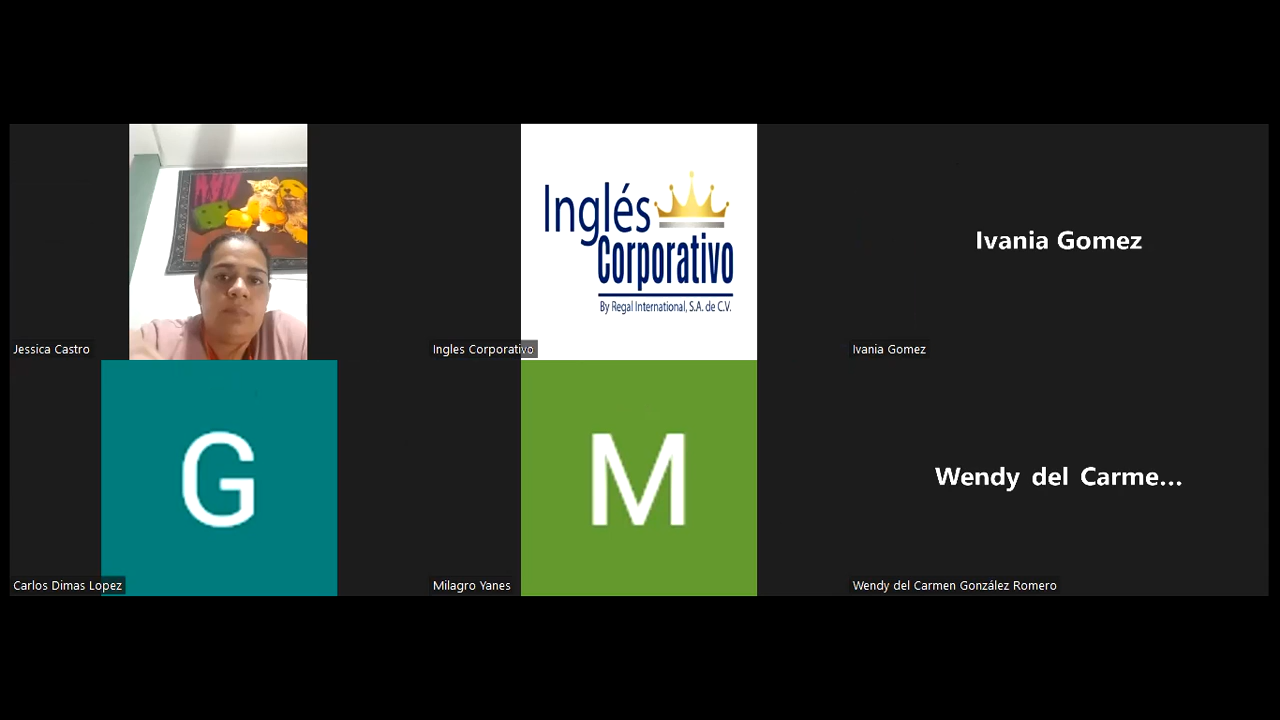 Inglés
Corporativo
By Regal International, S.A. de C.V.
Ivania Gomez
Jessica Castro
Ingles Corporativo
Ivania Gomez
G
M
Wendy del Carme...
Carlos Dimas Lopez
Milagro Yanes
Wendy del Carmen González Romero